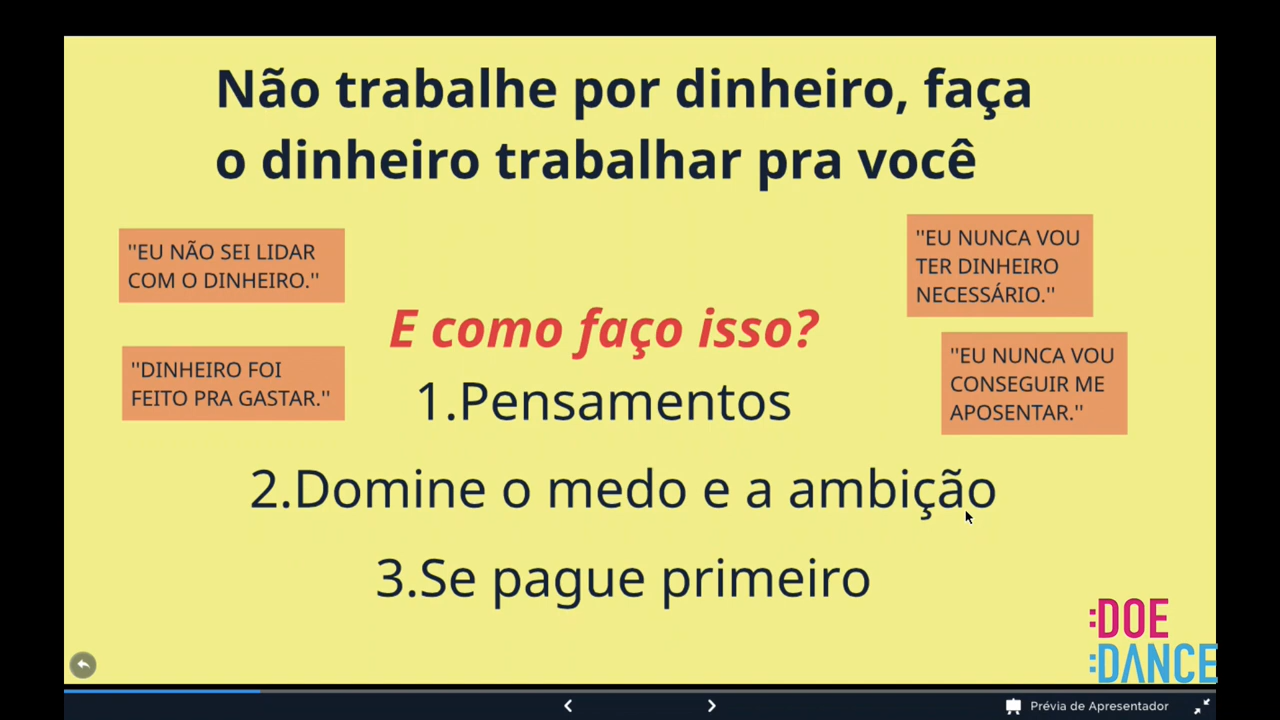 Não trabalhe por dinheiro, faça
o dinheiro trabalhar pra você
"EU NÃO SEI LIDAR
COM O DINHEIRO."
"DINHEIRO FOI
FEITO PRA GASTAR."
"EU NUNCA VOU
TER DINHEIRO
NECESSÁRIO."
"EU NUNCA VOU
CONSEGUIR ME
APOSENTAR."
E como faço isso?
1.Pensamentos
2.Domine o medo e a ambição
3.Se pague primeiro
:DOE
:DANCE
Prévia de Apresentador